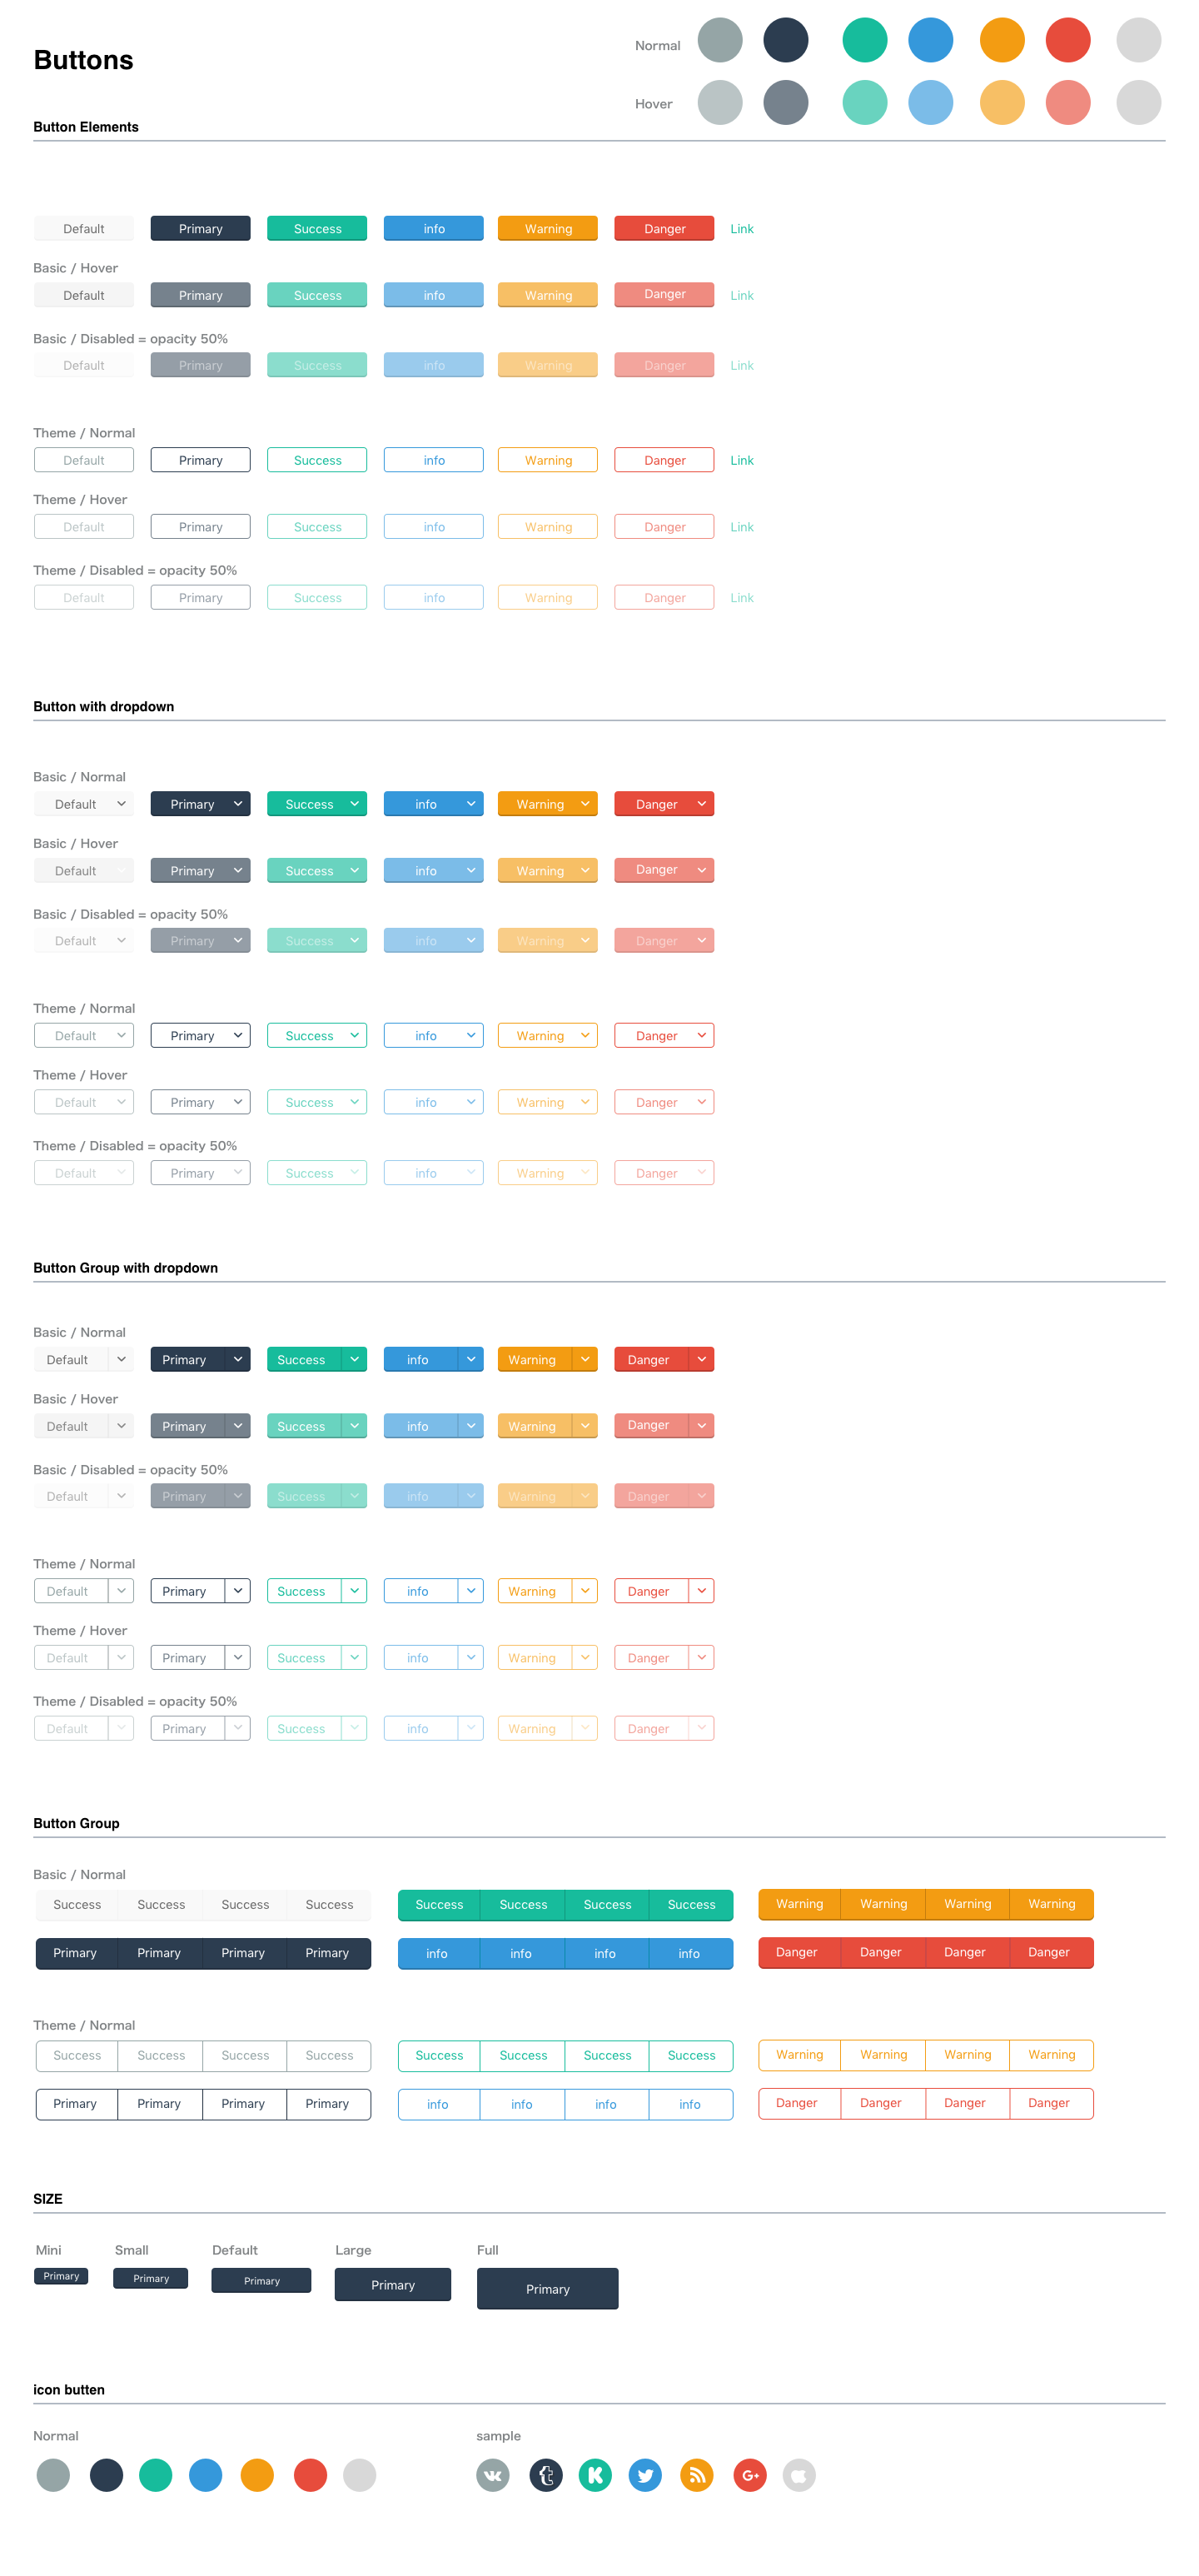 Buttons
Normal
Hover
Button Elements
Default Primary Success info Warning Danger Link
Basic / Hover
Default Primary Success info Warning Danger Link
Basic / Disabled = opacity 50%
Default Primary Success info Warning Danger Link
Theme / Normal
Default Primary Success info Warning Danger Link
Theme / Hover
Default Primary Success info Warning Danger Link
Theme / Disabled = opacity 50%
Default Primary Success info Warning Danger Link
Button with dropdown
Basic / Normal
Default Primary Success info Warning Danger
Basic / Hover
Default Primary Success info Warning Danger
Basic / Disabled = opacity 50%
Default Primary Success info Warning Danger
Theme / Normal
Default Primary Success info Warning Danger
Theme / Hover
Default Primary Success info Warning Danger
Theme / Disabled = opacity 50%
Default Primary Success info Warning Danger
Button Group with dropdown
Basic / Normal
Default Primary Success info Warning Danger
Basic / Hover
Default Primary Success info Warning Danger
Basic / Disabled = opacity 50%
Default Primary Success info Warning Danger
Theme / Normal
Default Primary Success info Warning Danger
Theme / Hover
Default Primary Success info Warning Danger
Theme / Disabled = opacity 50%
Default Primary Success info Warning Danger
Button Group
Basic / Normal
Success Success Success Success Success Success Success Success Warning Warning Warning Warning
Primary Primary Primary Primary info info info info Danger Danger Danger Danger
Theme / Normal
Success Success Success Success Success Success Success Success Warning Warning Warning Warning
Primary Primary Primary Primary info info info info Danger Danger Danger Danger
SIZE
Mini Small Default Large Full
Primary Primary Primary Primary Primary
icon butten
Normal sample